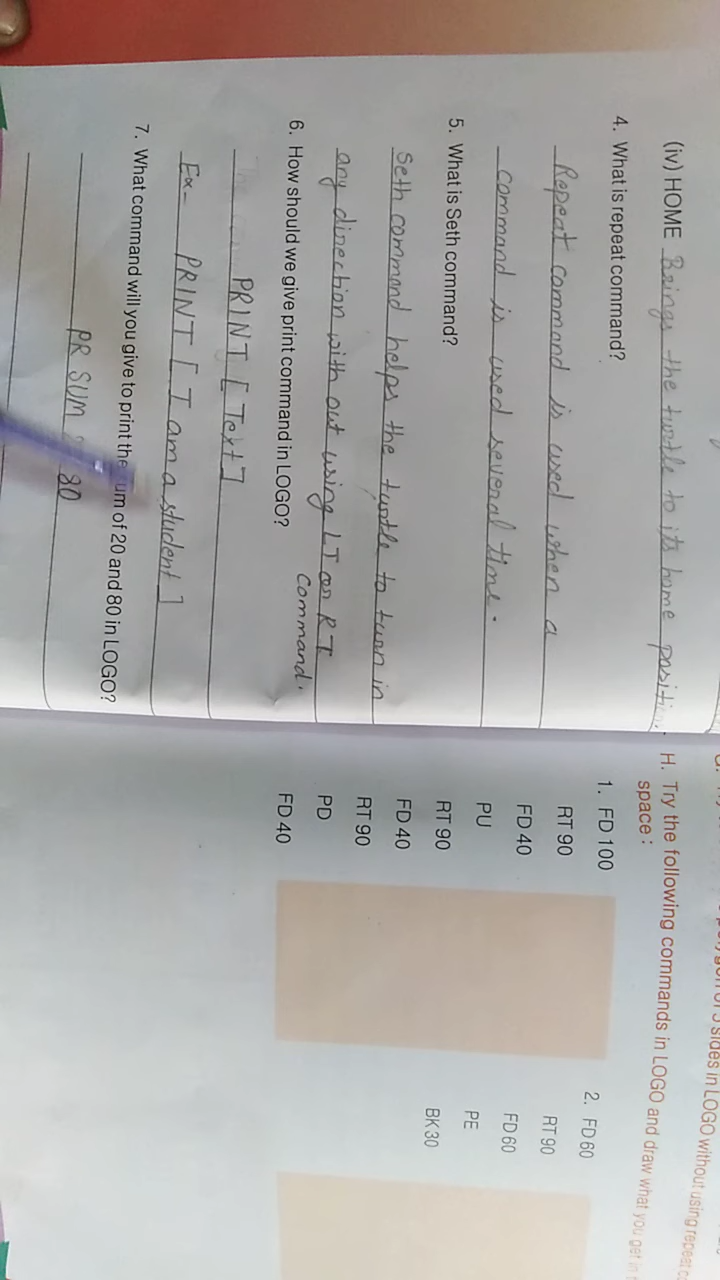 (iv) HOME Brings the turtle to its home position.
4. What is repeat command?
Repeat command is used when a
command is used several time.
5. What is Seth command?
Seth command helps the turtle to turn in
any direction with out using LT or RT
Command.
6. How should we give print command in LOGO?
PRINT [ Text ]
Ex- PRINT [ I am a student ]
7. What command will you give to print the um of 20 and 80 in LOGO?
PR SUM 80
sides in LOGO without using repeat
H. Try the following commands in LOGO and draw what you get in
space :
1. FD 100
RT 90
FD 40
PU
RT 90
FD 40
RT 90
PD
FD 40
2. FD 60
RT 90
FD 60
PE
BK 30